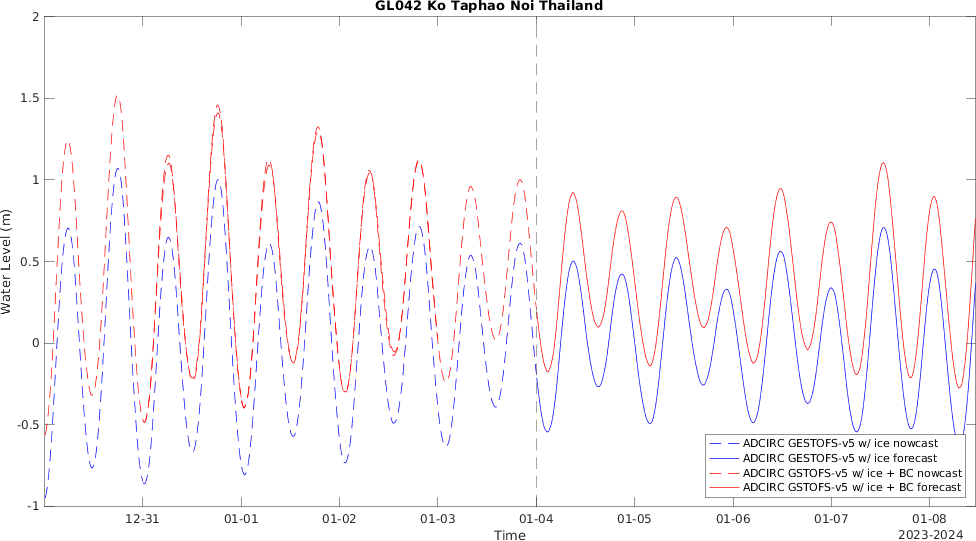 GL042 Ko Taphao Noi Thailand
2
1.5
1
0.5
0
-0.5
-1
Water Level (m)
12-31
01-01
01-02
01-03
01-04
01-05
01-06
01-07
01-08
Time
2023-2024
ADCIRC GESTOFS-v5 w/ ice nowcast
ADCIRC GESTOFS-v5 w/ ice forecast
ADCIRC GSTOFS-v5 w/ ice + BC nowcast
ADCIRC GSTOFS-v5 w/ ice + BC forecast